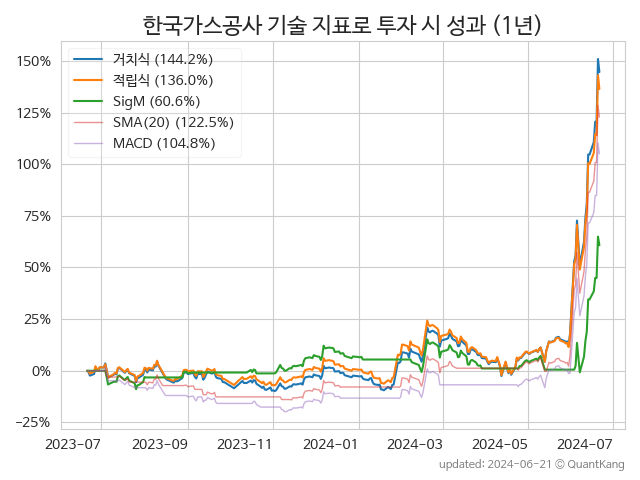 한국가스공사 기술 지표로 투자 시 성과 (1년)
거치식 (144.2%)
적립식 (136.0%)
SigM (60.6%)
SMA(20) (122.5%)
MACD (104.8%)
150%
125%
100%
75%
50%
25%
0%
−25%
2023-07 2023-09 2023-11 2024-01 2024-03 2024-05 2024-07
updated: 2024-06-21 © QuantKang